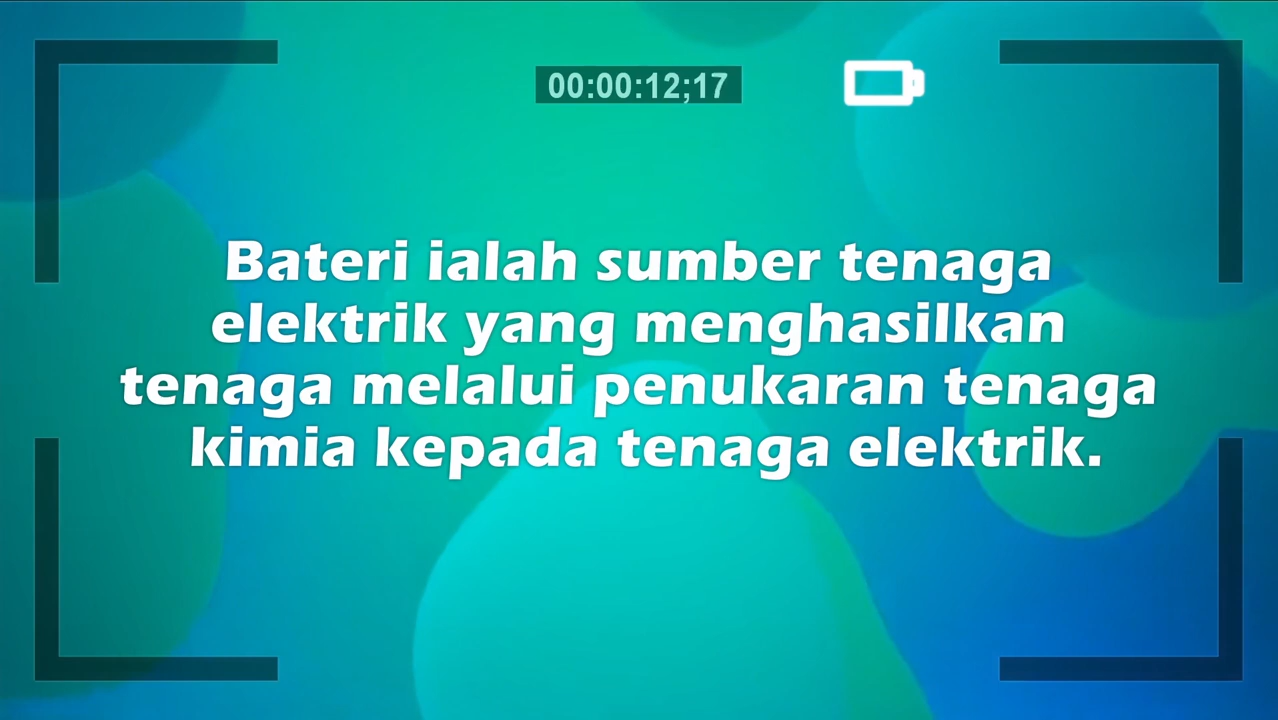 00:00:12;17
Bateri ialah sumber tenaga
elektrik yang menghasilkan
tenaga melalui penukaran tenaga
kimia kepada tenaga elektrik.